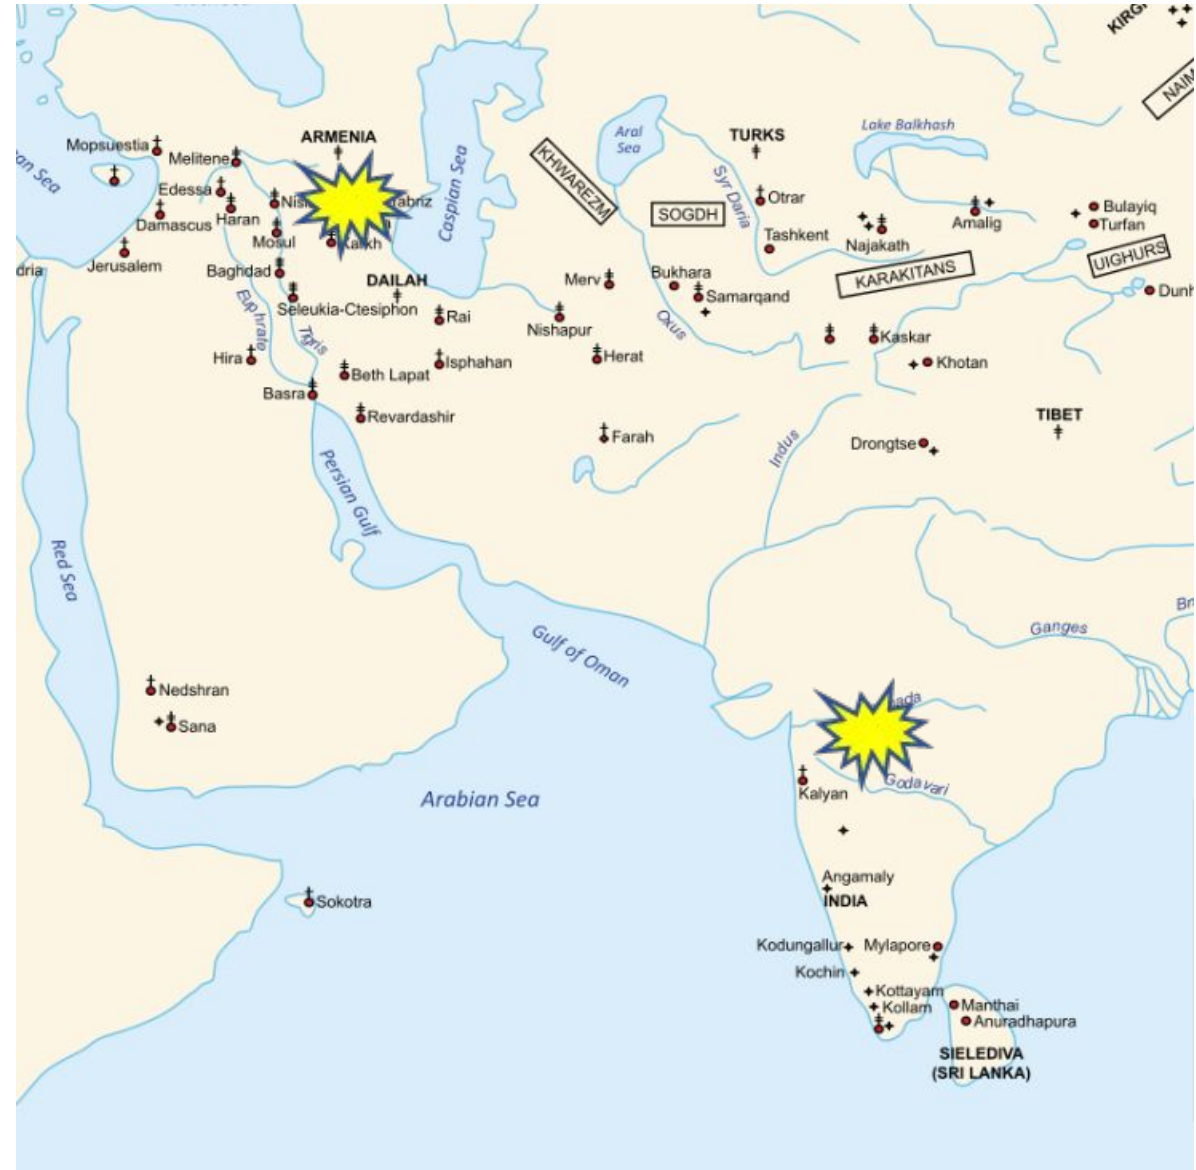 KIRG
NAIM
Aral
Sea
Lake Balkhash
ARMENIA
TURKS
Mopsuestia
Melitene
KHWAREZM
Caspian Sea
Syr Daria
an Sea
Edessa
Nis
abriz
Otrar
SOGDH
Haran
Damascus
Amalig
Bulayiq
Turfan
Mosul
Tashkent
Najakath
UIGHURS
Jerusalem
dria
Baghdad
DAILAH
Merv
Bukhara
KARAKITANS
Samarqand
Dunh
Seleukia-Ctesiphon
Euphrate
Tigris
Rai
Nishapur
Oxus
Kaskar
Hira
Isphahan
Herat
Khotan
Beth Lapat
Basra
Revardashir
TIBET
Farah
Indus
Drongtse
Persian Gulf
Red Sea
Gulf of Oman
Ganges
Br
Nedshran
Sana
ada
Godavari
Kalyan
Arabian Sea
Angamaly
INDIA
Sokotra
Kodungallur
Mylapore
Kochin
Kottayam
Kollam
Manthai
Anuradhapura
SIELEDIVA
(SRI LANKA)